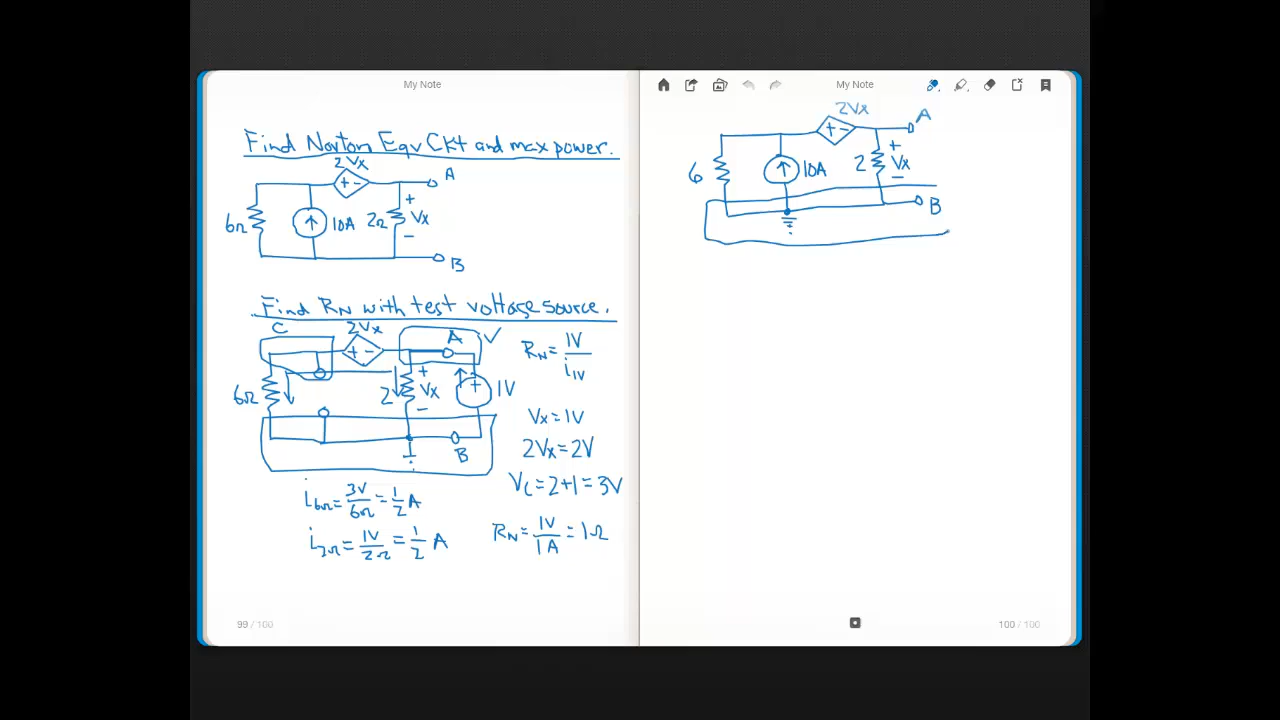 My Note
Find Norton Eqv Ckt and max power.
2Vx
+ -
A
6Ω
10A
2Ω
+
Vx
-
B
Find RN with test voltage source.
C
2Vx
+ -
A
V
6Ω
2
+
Vx
-
+
1V
B
RN = 1V / i1V
Vx = 1V
2Vx = 2V
Vc = 2+1 = 3V
i6Ω = 3V / 6Ω = 1/2 A
i2Ω = 1V / 2Ω = 1/2 A
RN = 1V / 1A = 1Ω
99 / 100
My Note
2Vx
+ -
A
6
10A
2
+
Vx
-
B
100 / 100